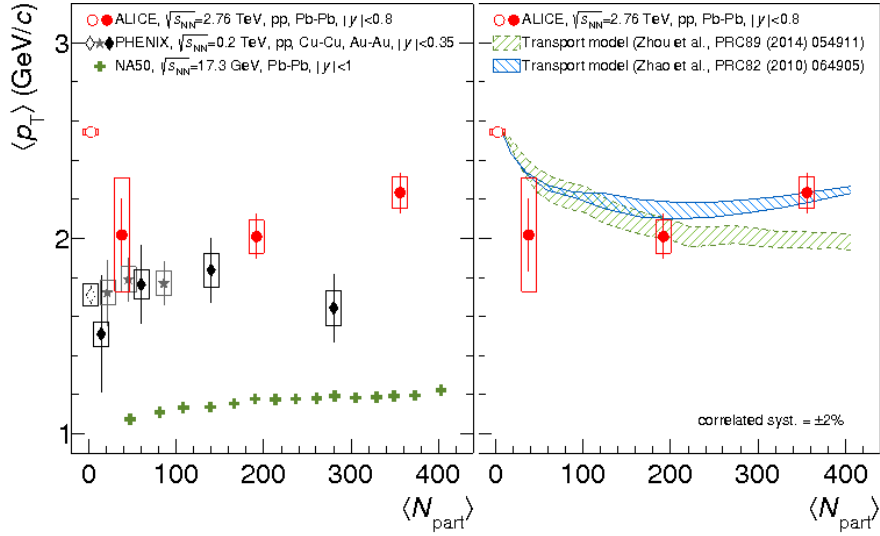 ALICE, √sNN=2.76 TeV, pp, Pb-Pb, |y|<0.8
PHENIX, √sNN=0.2 TeV, pp, Cu-Cu, Au-Au, |y|<0.35
NA50, √sNN=17.3 GeV, Pb-Pb, |y|<1
⟨pT⟩ (GeV/c)
3
2
1
0 100 200 300 400
⟨Npart⟩
ALICE, √sNN=2.76 TeV, pp, Pb-Pb, |y|<0.8
Transport model (Zhou et al., PRC89 (2014) 054911)
Transport model (Zhao et al., PRC82 (2010) 064905)
correlated syst. = ±2%
0 100 200 300 400
⟨Npart⟩